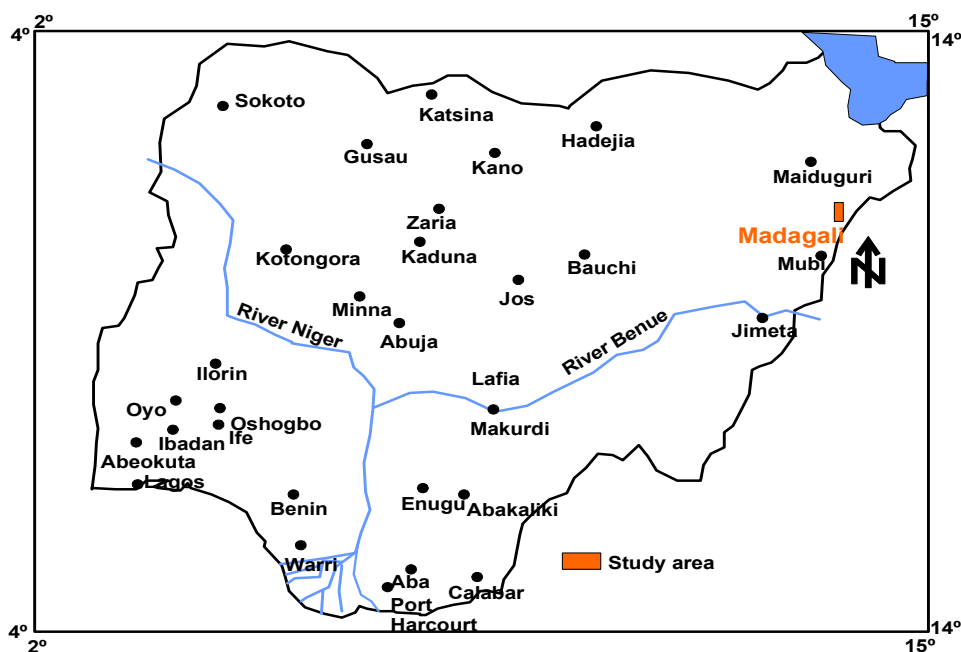 2º
15º
4º
14º
Sokoto
Katsina
Hadejia
Gusau
Kano
Maiduguri
Zaria
Madagali
Kaduna
Kotongora
Bauchi
Mubi
N
Jos
Minna
River Niger
Abuja
River Benue
Jimeta
Ilorin
Lafia
Oyo
Oshogbo
Makurdi
Ibadan
Ife
Abeokuta
Lagos
Benin
Enugu
Abakaliki
Warri
Study area
Aba
Calabar
Port
Harcourt
4º
14º
2º
15º